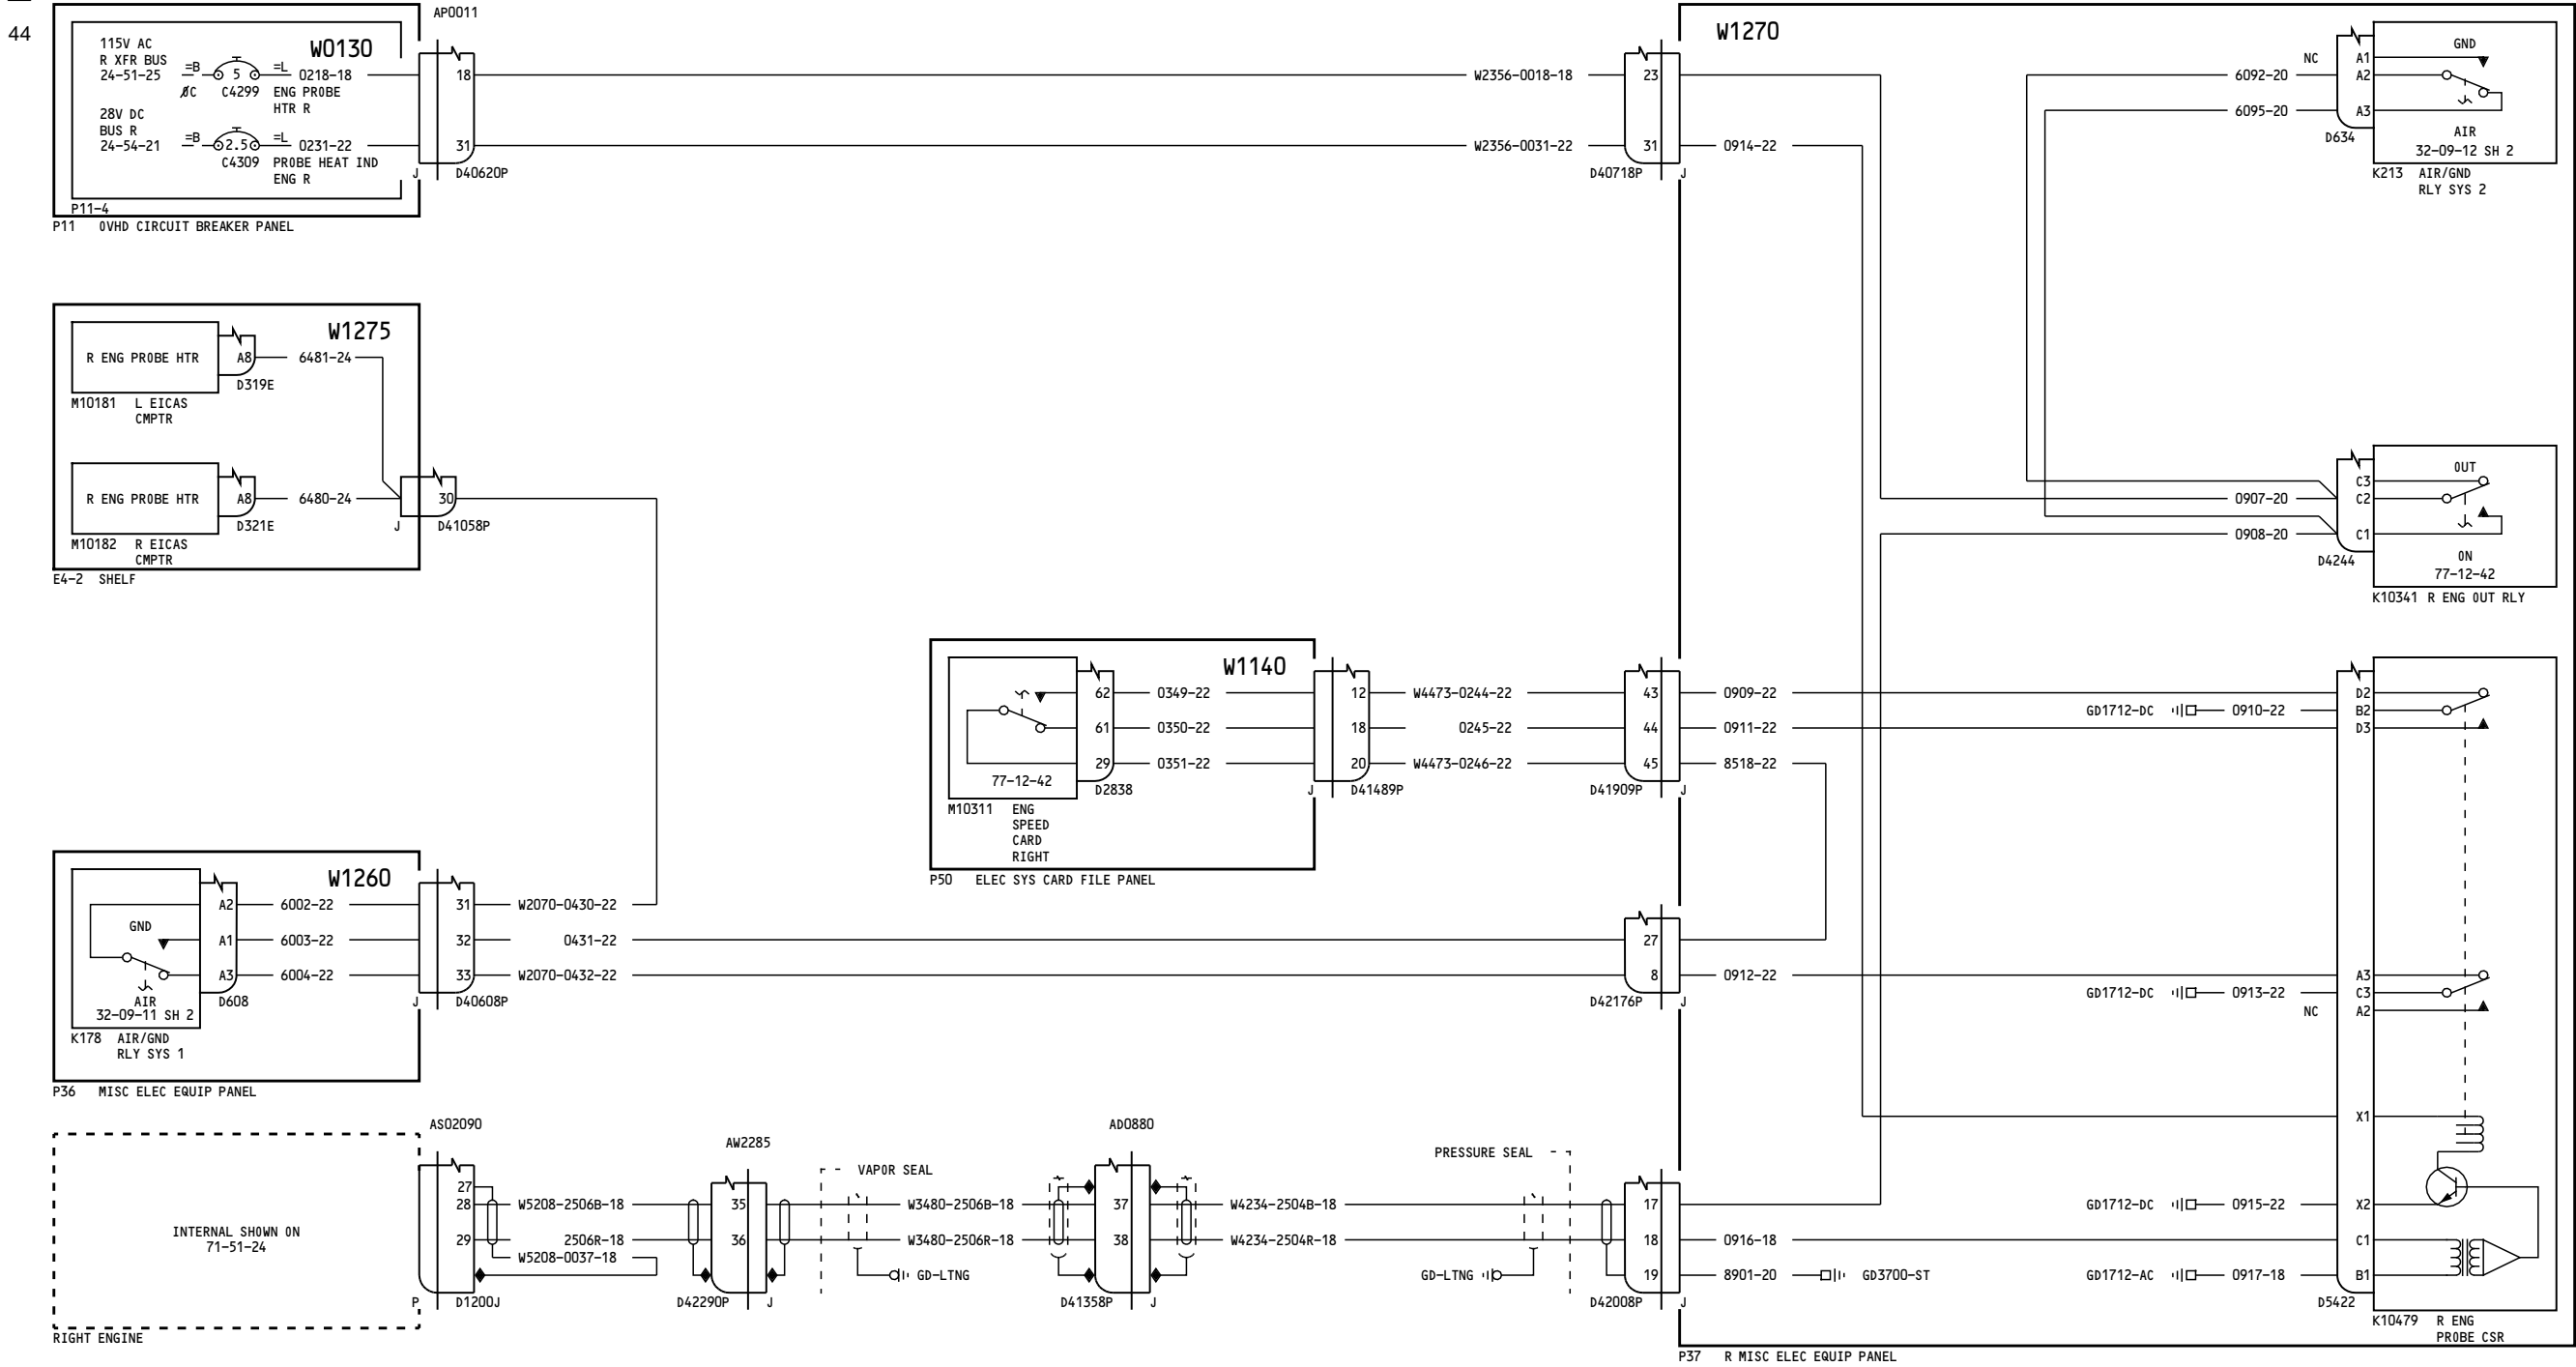 44
115V AC
R XFR BUS
24-51-25
=B
5
=L
0218-18
ØC
C4299
ENG PROBE
HTR R
28V DC
BUS R
24-54-21
=B
2.5
=L
0231-22
C4309
PROBE HEAT IND
ENG R
W0130
P11-4
P11 OVHD CIRCUIT BREAKER PANEL
AP0011
18
31
J
D40620P
W2356-0018-18
W2356-0031-22
23
31
D40718P
J
W1270
0914-22
NC
6092-20
6095-20
A1
A2
A3
D634
GND
AIR
32-09-12 SH 2
K213 AIR/GND
RLY SYS 2
W1275
R ENG PROBE HTR
A8
6481-24
D319E
M10181 L EICAS
CMPTR
R ENG PROBE HTR
A8
6480-24
D321E
M10182 R EICAS
CMPTR
J
30
D41058P
E4-2 SHELF
0907-20
0908-20
C3
C2
C1
D4244
OUT
ON
77-12-42
K10341 R ENG OUT RLY
W1140
77-12-42
62
61
29
D2838
0349-22
0350-22
0351-22
M10311 ENG
SPEED
CARD
RIGHT
P50 ELEC SYS CARD FILE PANEL
12
18
20
J
D41489P
W4473-0244-22
0245-22
W4473-0246-22
43
44
45
D41909P
J
0909-22
0911-22
8518-22
GD1712-DC
0910-22
D2
B2
D3
W1260
GND
AIR
32-09-11 SH 2
A2
A1
A3
D608
6002-22
6003-22
6004-22
K178 AIR/GND
RLY SYS 1
P36 MISC ELEC EQUIP PANEL
31
32
33
J
D40608P
W2070-0430-22
0431-22
W2070-0432-22
27
8
D42176P
J
0912-22
GD1712-DC
0913-22
NC
A3
C3
A2
X1
INTERNAL SHOWN ON
71-51-24
RIGHT ENGINE
AS02090
27
28
29
P
D1200J
W5208-2506B-18
2506R-18
W5208-0037-18
AW2285
35
36
D42290P
J
VAPOR SEAL
GD-LTNG
W3480-2506B-18
W3480-2506R-18
AD0880
37
38
D41358P
J
W4234-2504B-18
W4234-2504R-18
PRESSURE SEAL
GD-LTNG
17
18
19
D42008P
J
0916-18
8901-20
GD3700-ST
GD1712-DC
0915-22
GD1712-AC
0917-18
X2
C1
B1
D5422
K10479 R ENG
PROBE CSR
P37 R MISC ELEC EQUIP PANEL